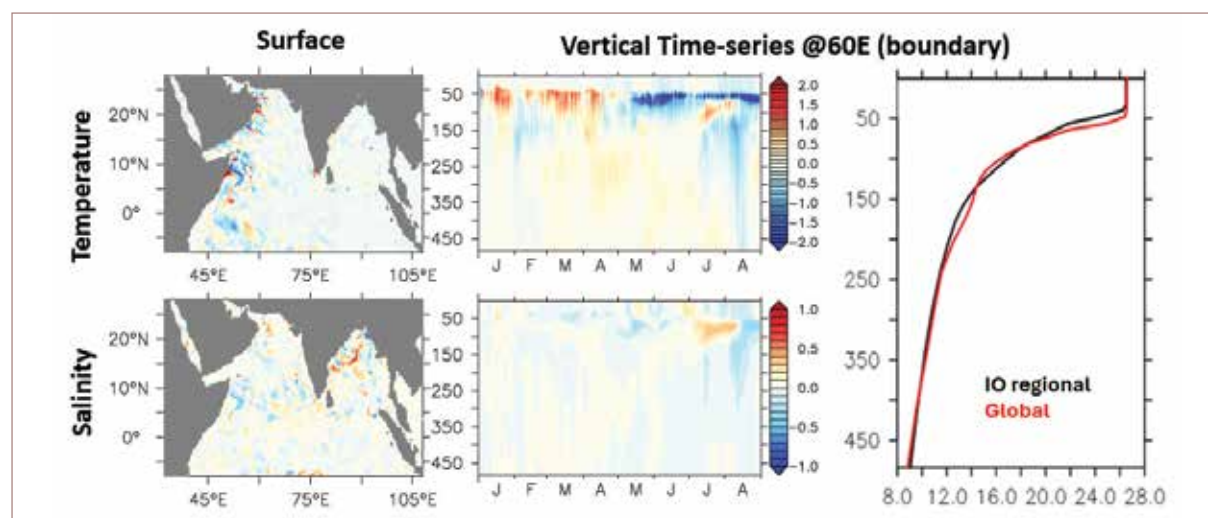 Surface
Vertical Time-series @60E (boundary)
Temperature
20°N
10°N
0°
45°E 75°E 105°E
50
150
250
350
450
J F M A M J J A
2.0
1.5
1.0
0.5
0.0
−0.5
−1.0
−1.5
−2.0
Salinity
20°N
10°N
0°
45°E 75°E 105°E
50
150
250
350
450
J F M A M J J A
1.0
0.5
0.0
−0.5
−1.0
50
150
250
350
450
IO regional
Global
8.0 12.0 16.0 20.0 24.0 28.0